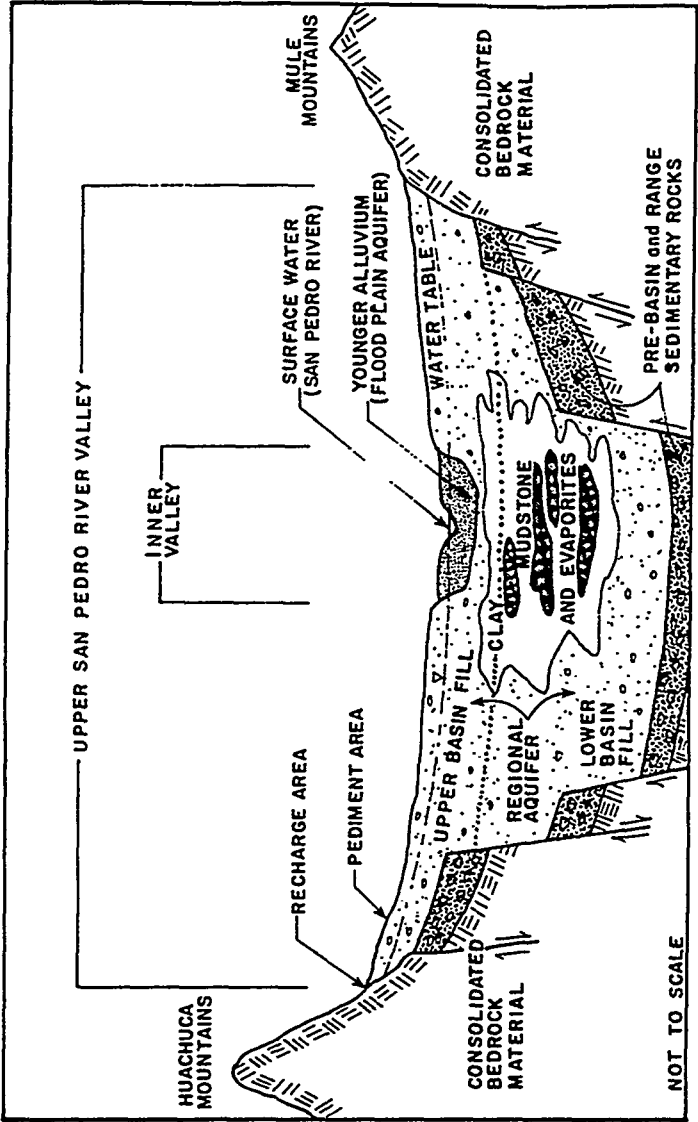 UPPER SAN PEDRO RIVER VALLEY
INNER
VALLEY
HUACHUCA
MOUNTAINS
MULE
MOUNTAINS
RECHARGE AREA
PEDIMENT AREA
SURFACE WATER
(SAN PEDRO RIVER)
YOUNGER ALLUVIUM
(FLOOD PLAIN AQUIFER)
WATER TABLE
UPPER BASIN FILL
CLAY
MUDSTONE
AND EVAPORITES
REGIONAL
AQUIFER
LOWER
BASIN
FILL
CONSOLIDATED
BEDROCK
MATERIAL
CONSOLIDATED
BEDROCK
MATERIAL
PRE-BASIN and RANGE
SEDIMENTARY ROCKS
NOT TO SCALE